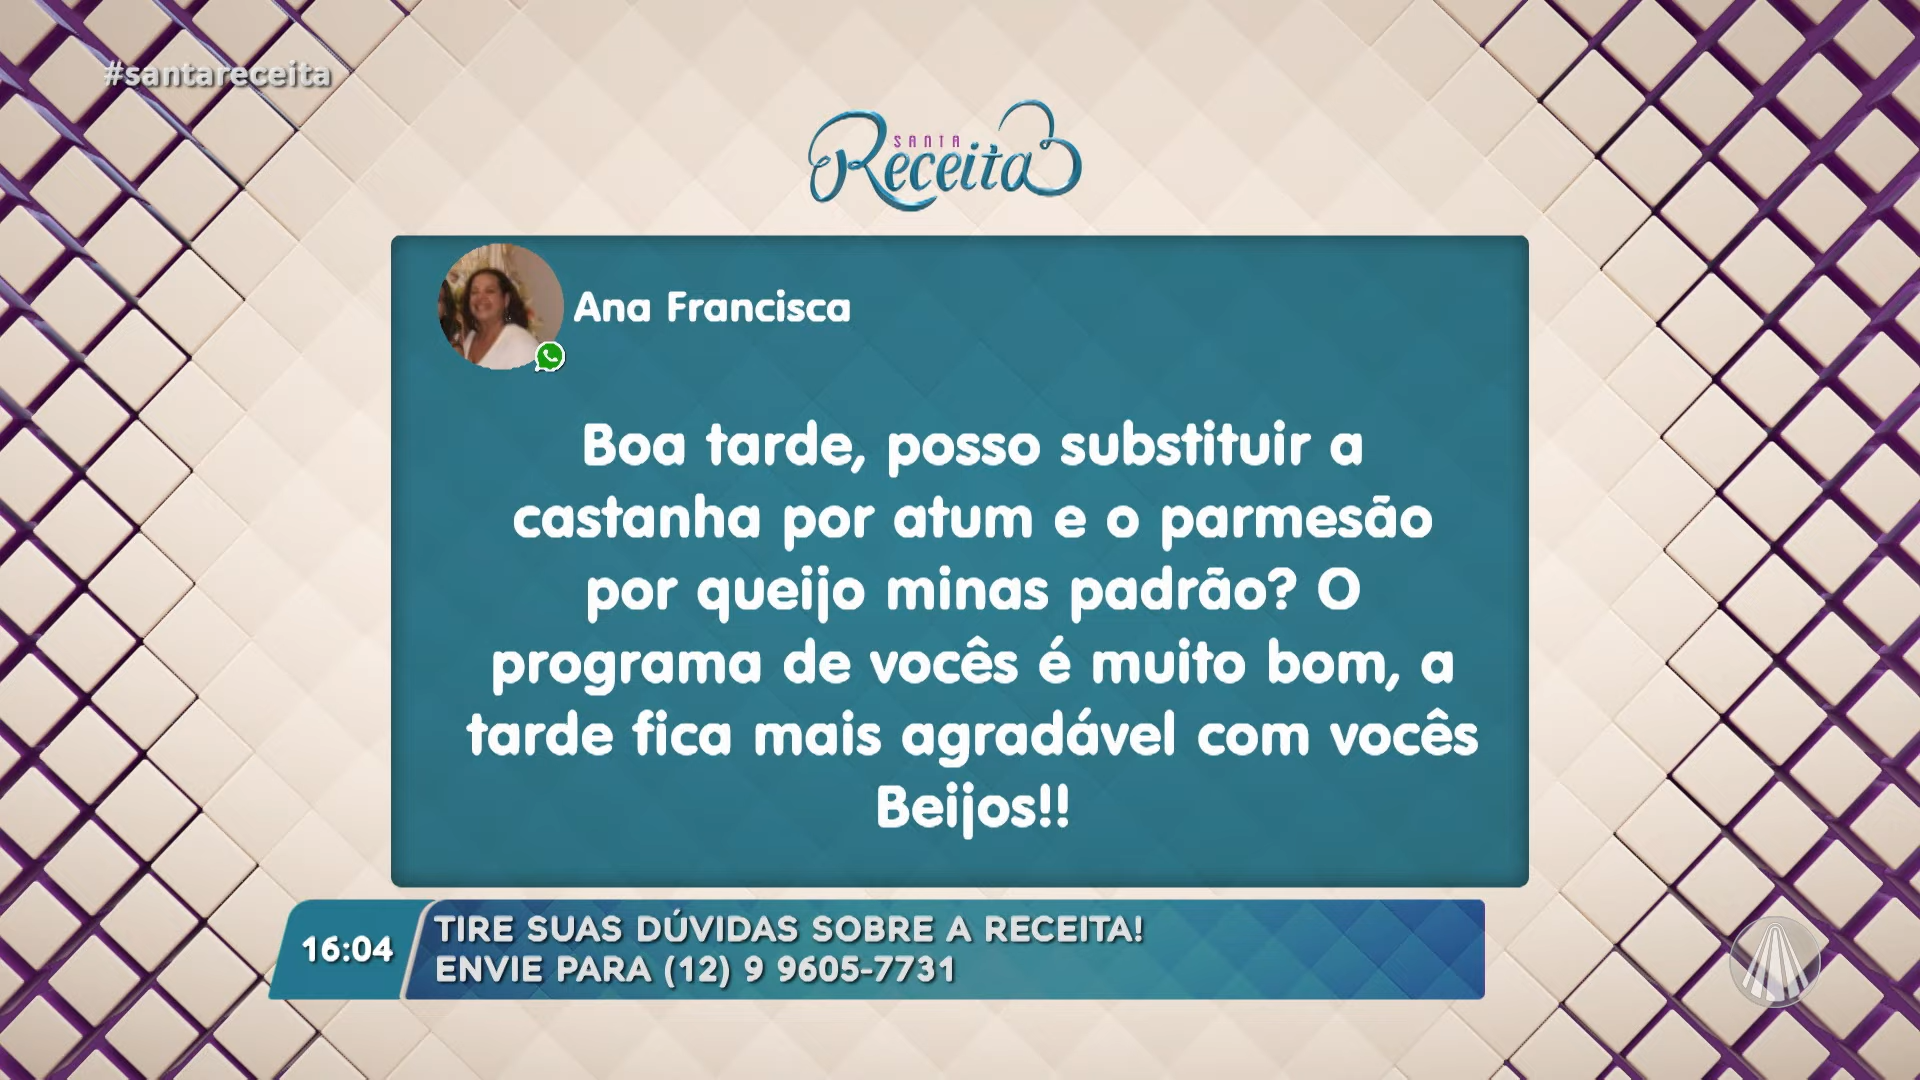 #santareceita
SANTA
Receita
Ana Francisca
Boa tarde, posso substituir a
castanha por atum e o parmesão
por queijo minas padrão? O
programa de vocês é muito bom, a
tarde fica mais agradável com vocês
Beijos!!
16:04
TIRE SUAS DÚVIDAS SOBRE A RECEITA!
ENVIE PARA (12) 9 9605-7731